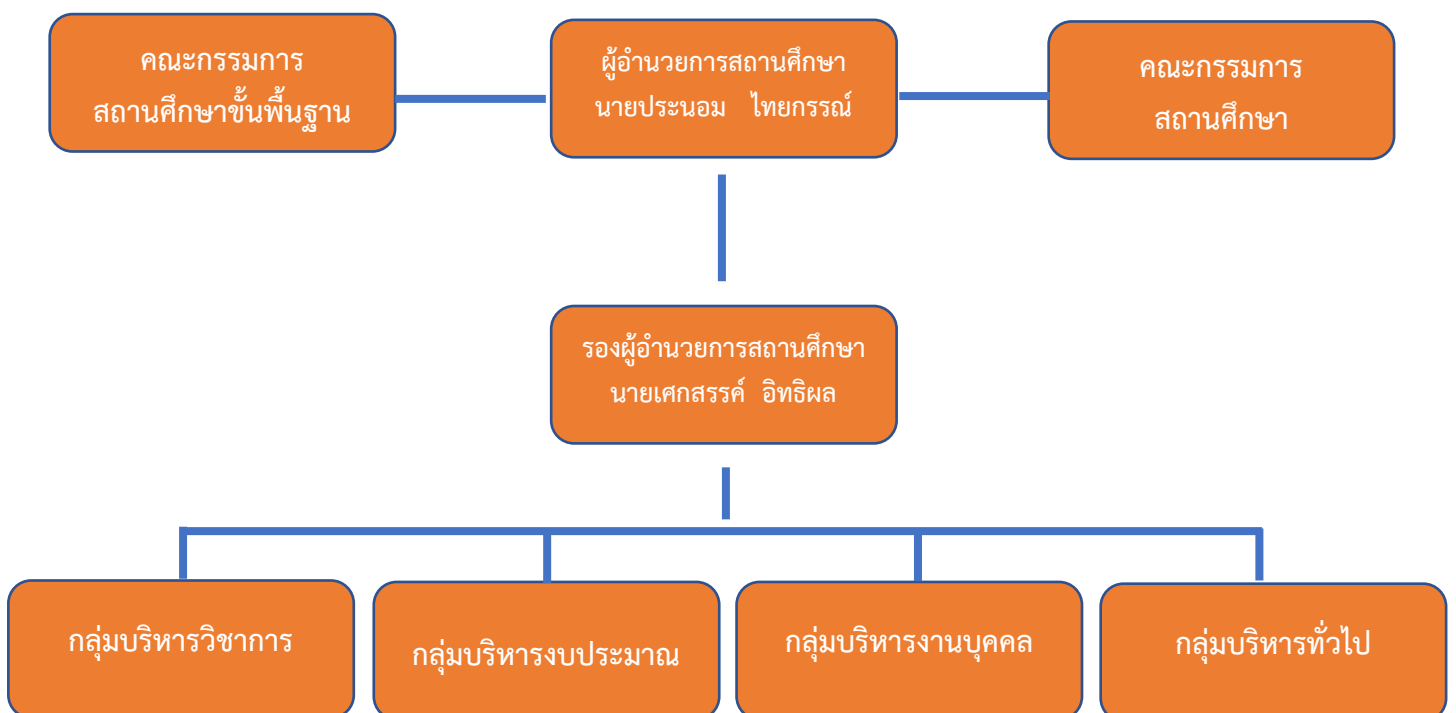 คณะกรรมการ
สถานศึกษาขั้นพื้นฐาน
ผู้อำนวยการสถานศึกษา
นายประนอม ไทยกรรณ์
คณะกรรมการ
สถานศึกษา
รองผู้อำนวยการสถานศึกษา
นายเศกสรรค์ อิทธิผล
กลุ่มบริหารวิชาการ
กลุ่มบริหารงบประมาณ
กลุ่มบริหารงานบุคคล
กลุ่มบริหารทั่วไป